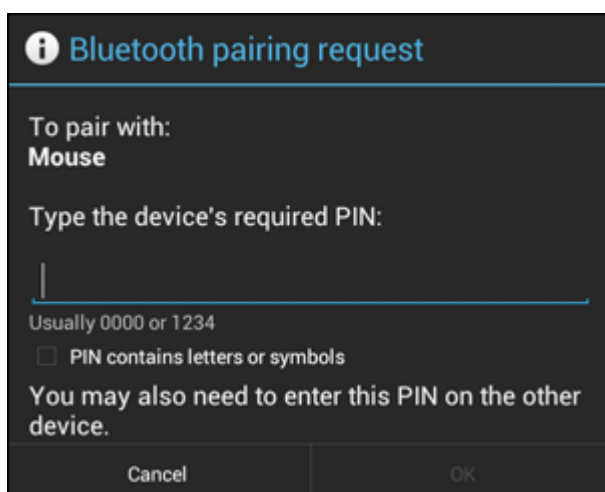 Bluetooth pairing request
To pair with:
Mouse
Type the device's required PIN:
Usually 0000 or 1234
PIN contains letters or symbols
You may also need to enter this PIN on the other
device.
Cancel
OK